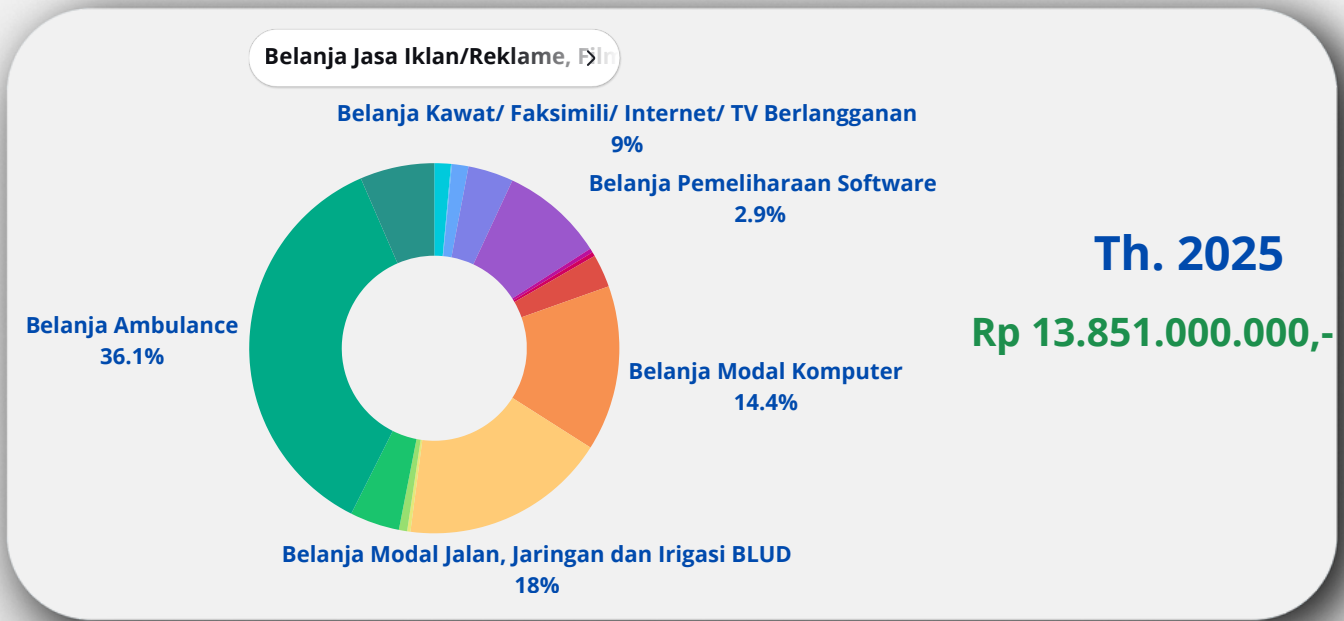 Belanja Jasa Iklan/Reklame,
Belanja Kawat/ Faksimili/ Internet/ TV Berlangganan
9%
Belanja Pemeliharaan Software
2.9%
Th. 2025
Rp 13.851.000.000,-
Belanja Ambulance
36.1%
Belanja Modal Komputer
14.4%
Belanja Modal Jalan, Jaringan dan Irigasi BLUD
18%